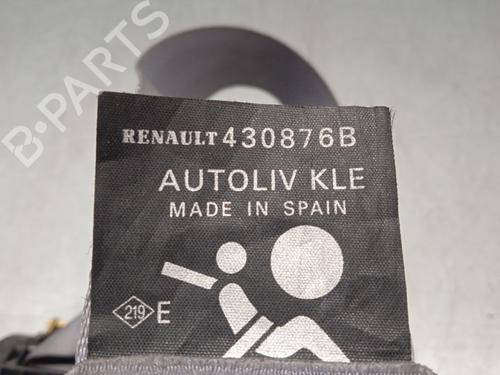 B-PARTS
RENAULT 430876B
AUTOLIV KLE
MADE IN SPAIN
219 E